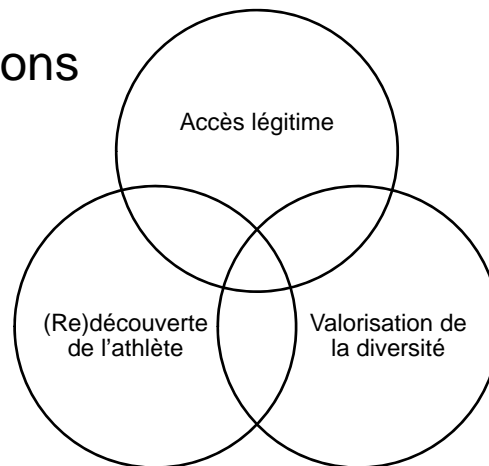 ons
Accès légitime
(Re)découverte
de l'athlète
Valorisation de
la diversité